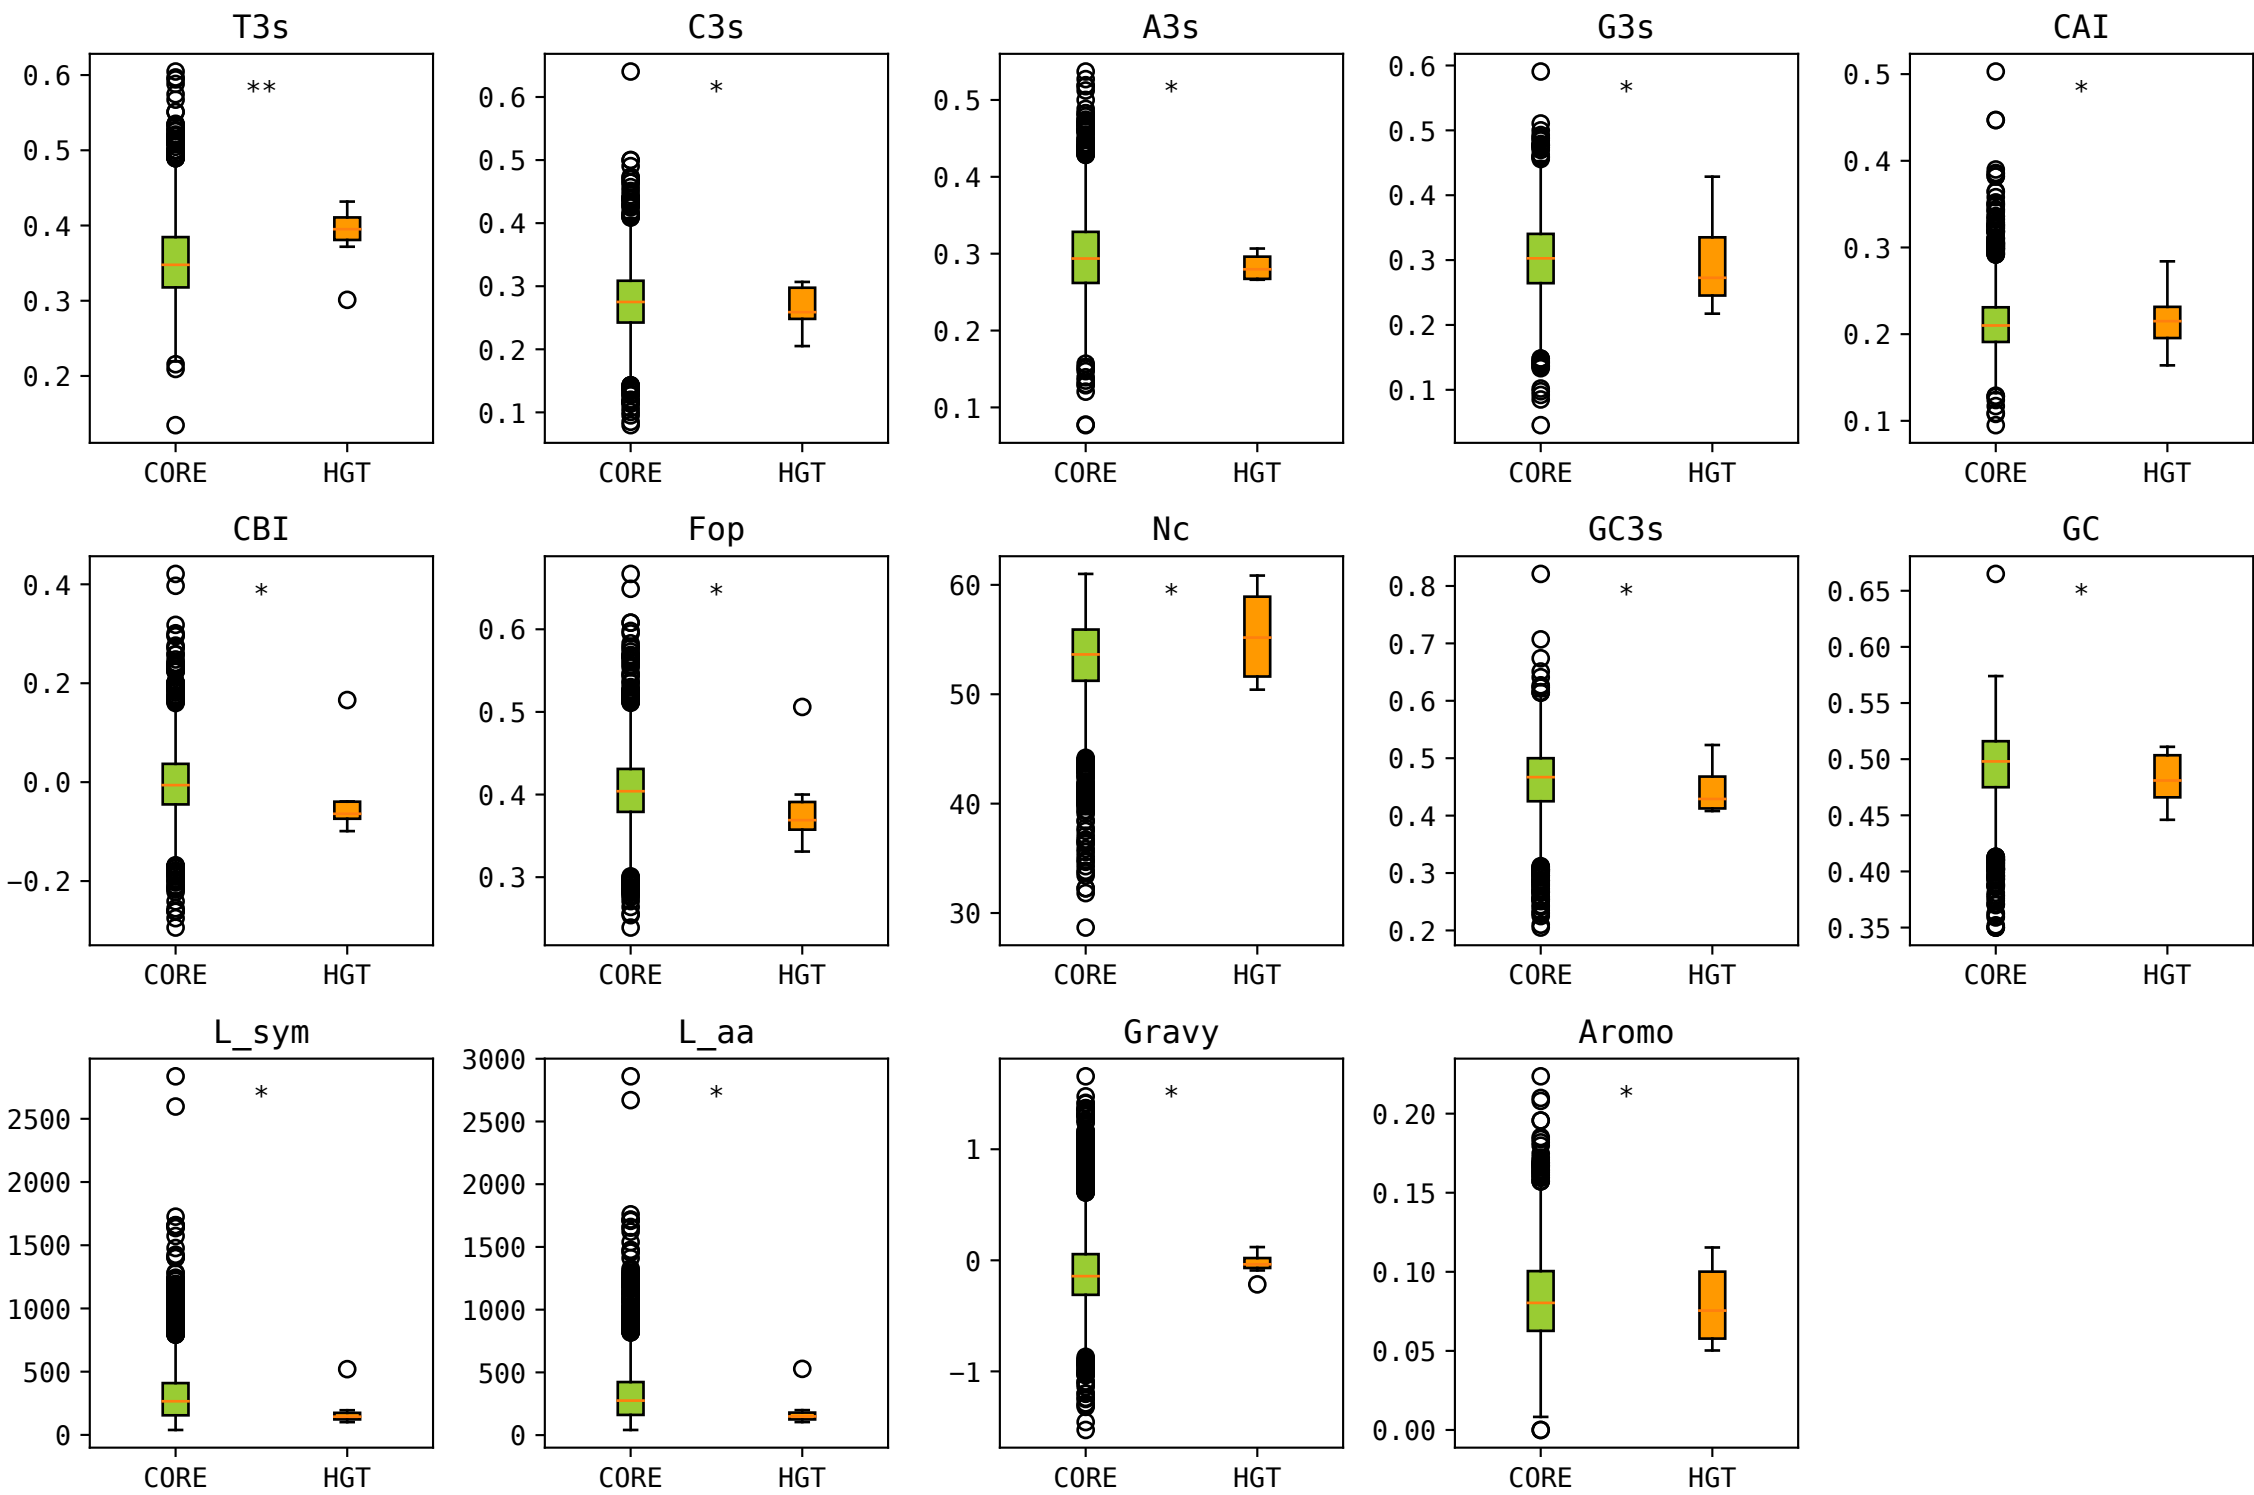 T3s C3s A3s G3s CAI
0.6 0.5 0.4 0.3 0.2
**
CORE HGT
0.6 0.5 0.4 0.3 0.2 0.1
*
CORE HGT
0.5 0.4 0.3 0.2 0.1
*
CORE HGT
0.6 0.5 0.4 0.3 0.2 0.1
*
CORE HGT
0.5 0.4 0.3 0.2 0.1
*
CORE HGT
CBI Fop Nc GC3s GC
0.4 0.2 0.0 −0.2
*
CORE HGT
0.6 0.5 0.4 0.3
*
CORE HGT
60 50 40 30
*
CORE HGT
0.8 0.7 0.6 0.5 0.4 0.3 0.2
*
CORE HGT
0.65 0.60 0.55 0.50 0.45 0.40 0.35
*
CORE HGT
L_sym L_aa Gravy Aromo
2500 2000 1500 1000 500 0
*
CORE HGT
3000 2500 2000 1500 1000 500 0
*
CORE HGT
1 0 −1
*
CORE HGT
0.20 0.15 0.10 0.05 0.00
*
CORE HGT